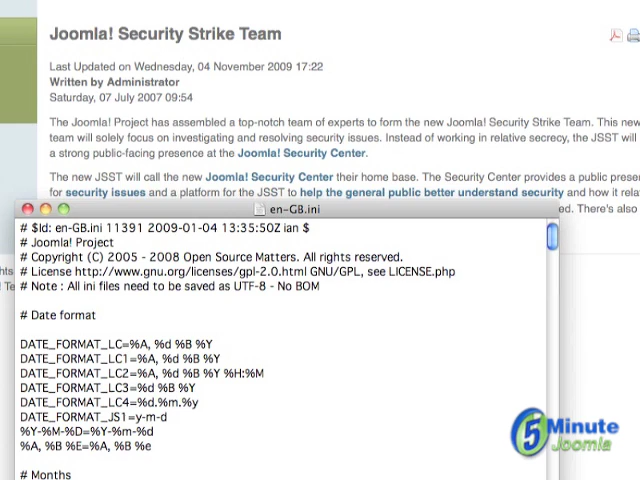 Joomla! Security Strike Team
Last Updated on Wednesday, 04 November 2009 17:22
Written by Administrator
Saturday, 07 July 2007 09:54
The Joomla! Project has assembled a top-notch team of experts to form the new Joomla! Security Strike Team. This new
team will solely focus on investigating and resolving security issues. Instead of working in relative secrecy, the JSST will
a strong public-facing presence at the Joomla! Security Center.
The new JSST will call the new Joomla! Security Center their home base. The Security Center provides a public prese
for security issues and a platform for the JSST to help the general public better understand security and how it rela
ed. There's also
en-GB.ini
# $Id: en-GB.ini 11391 2009-01-04 13:35:50Z ian $
# Joomla! Project
# Copyright (C) 2005 - 2008 Open Source Matters. All rights reserved.
# License http://www.gnu.org/licenses/gpl-2.0.html GNU/GPL, see LICENSE.php
# Note : All ini files need to be saved as UTF-8 - No BOM
# Date format
DATE_FORMAT_LC=%A, %d %B %Y
DATE_FORMAT_LC1=%A, %d %B %Y
DATE_FORMAT_LC2=%A, %d %B %Y %H:%M
DATE_FORMAT_LC3=%d %B %Y
DATE_FORMAT_LC4=%d.%m.%y
DATE_FORMAT_JS1=y-m-d
%Y-%M-%D=%Y-%m-%d
%A, %B %E=%A, %B %e
# Months
5 Minute
Joomla